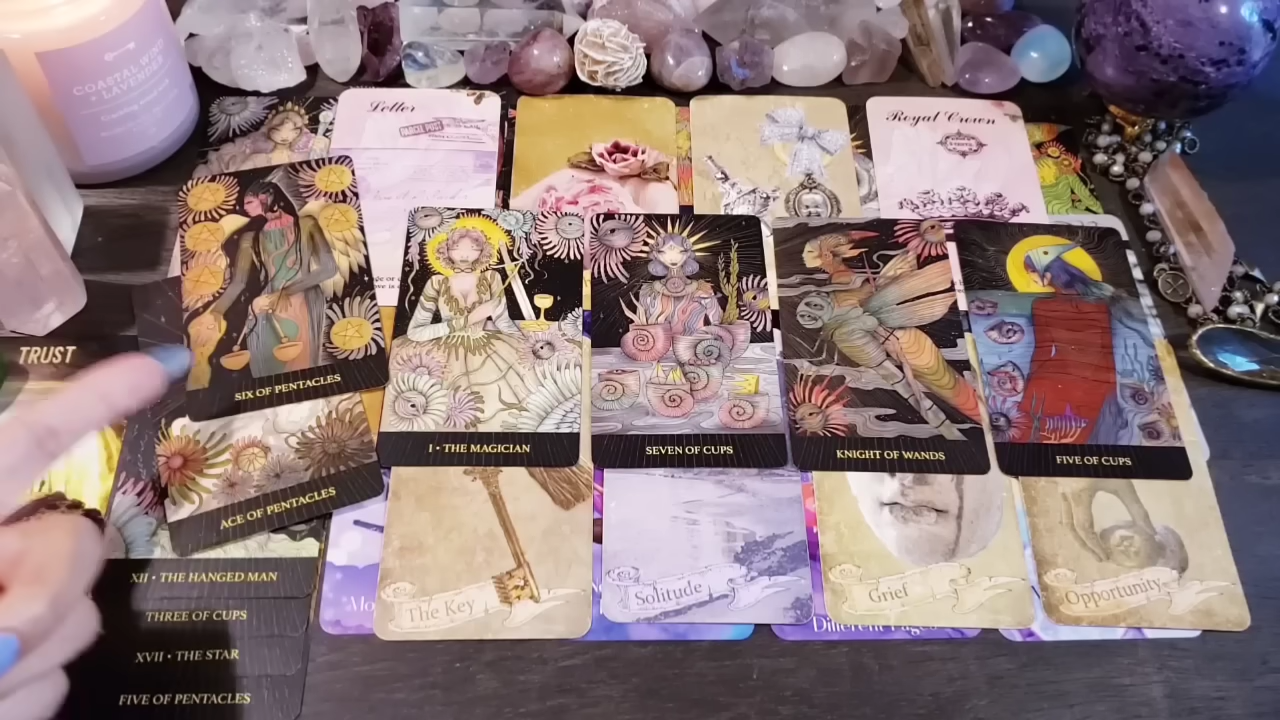 COASTAL WIND
+ LAVENDER
Letter
PARCEL POST
Royal Crown
TRUST
SIX OF PENTACLES
I • THE MAGICIAN
SEVEN OF CUPS
KNIGHT OF WANDS
FIVE OF CUPS
ACE OF PENTACLES
XII • THE HANGED MAN
THREE OF CUPS
XVII • THE STAR
FIVE OF PENTACLES
The Key
Solitude
Grief
Opportunity
Different Pages